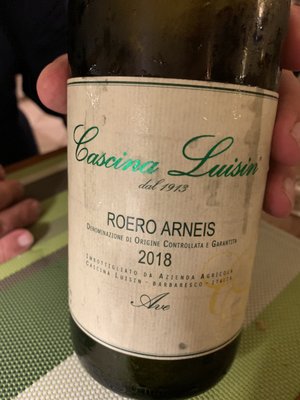 Cascina Luisin
dal 1913
ROERO ARNEIS
DENOMINAZIONE DI ORIGINE CONTROLLATA E GARANTITA
2018
IMBOTTIGLIATO DA AZIENDA AGRICOLA
CASCINA LUISIN - BARBARESCO - ITALIA
Ave